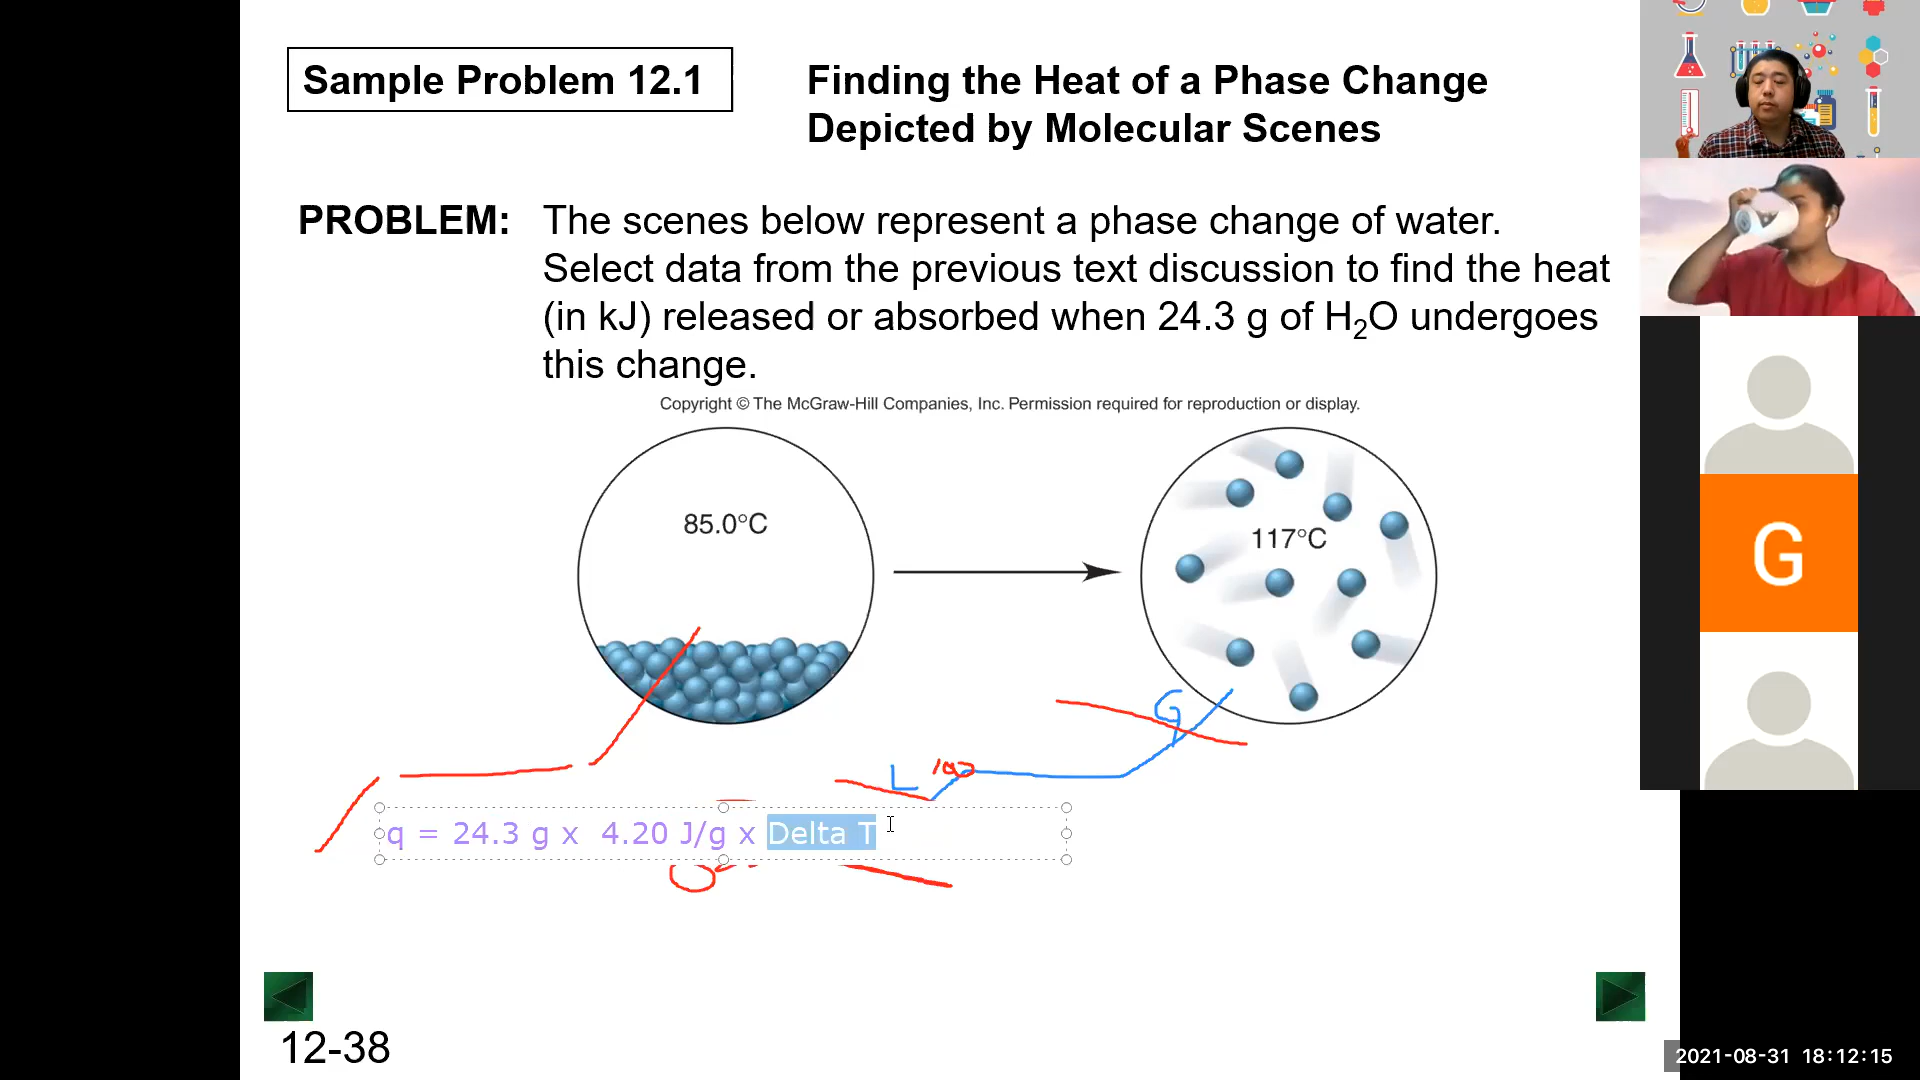 Sample Problem 12.1
Finding the Heat of a Phase Change
Depicted by Molecular Scenes
PROBLEM: The scenes below represent a phase change of water.
Select data from the previous text discussion to find the heat
(in kJ) released or absorbed when 24.3 g of H₂O undergoes
this change.
Copyright © The McGraw-Hill Companies, Inc. Permission required for reproduction or display.
85.0°C
117°C
G
L 100
q = 24.3 g x  4.20 J/g x Delta T
12-38
G
2021-08-31 18:12:15